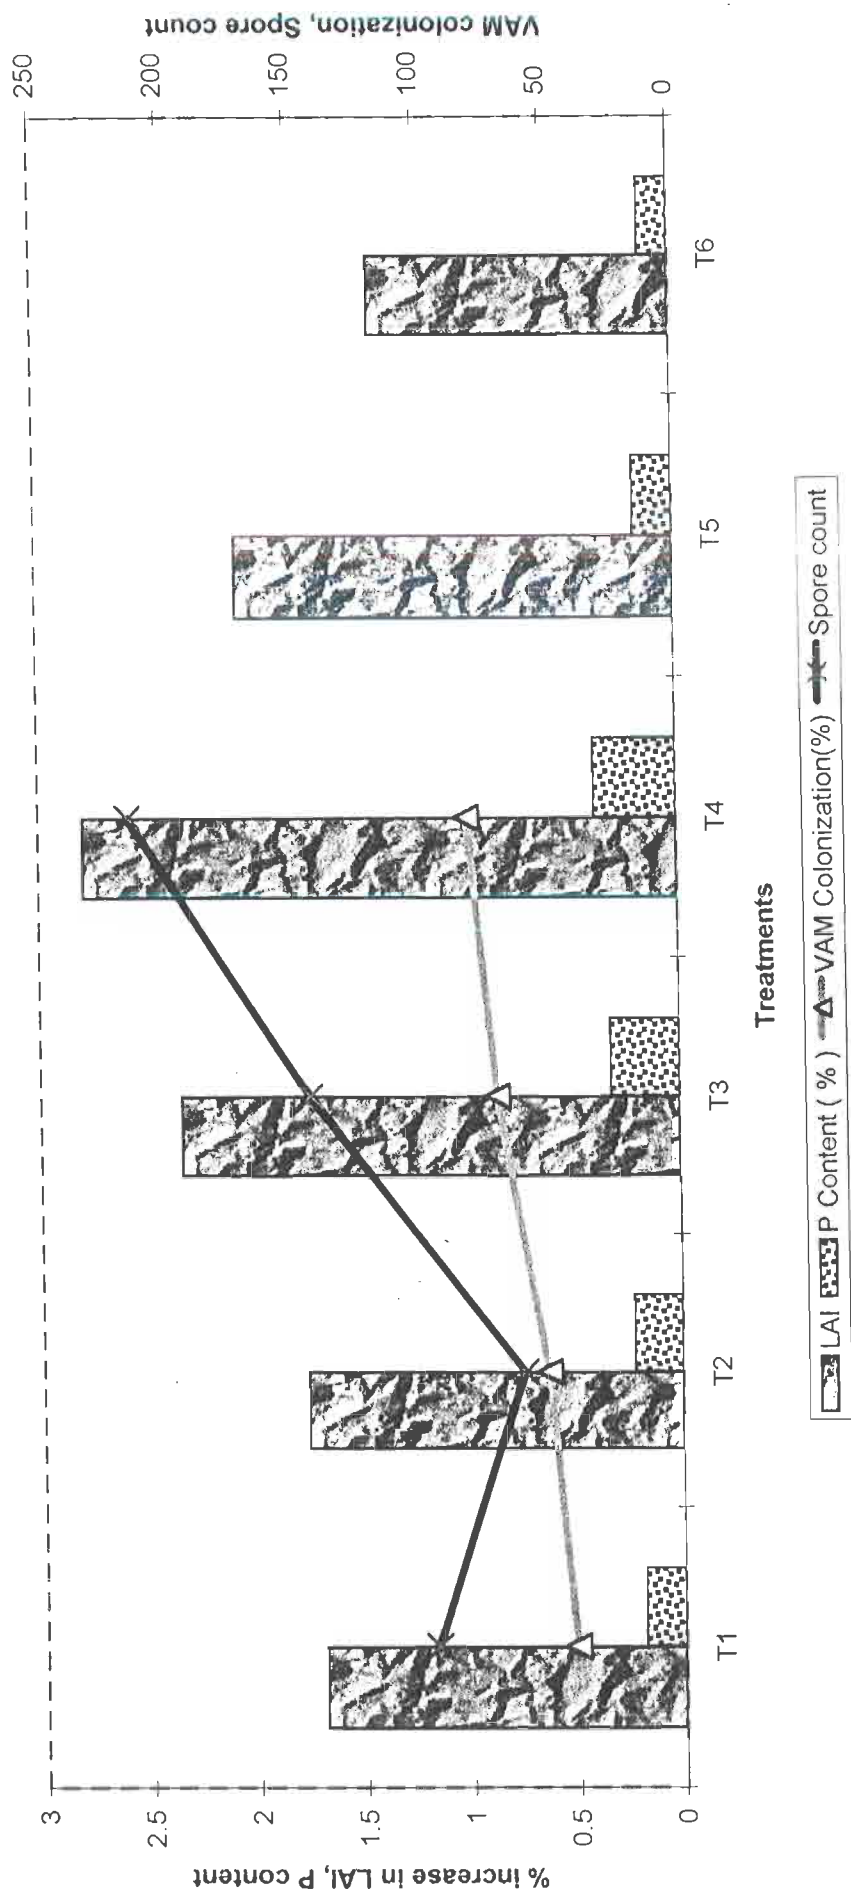 % increase in LAI, P content
3
2.5
2
1.5
1
0.5
0
VAM colonization, Spore count
250
200
150
100
50
0
T1 T2 T3 T4 T5 T6
Treatments
LAI P Content ( % ) VAM Colonization(%) Spore count